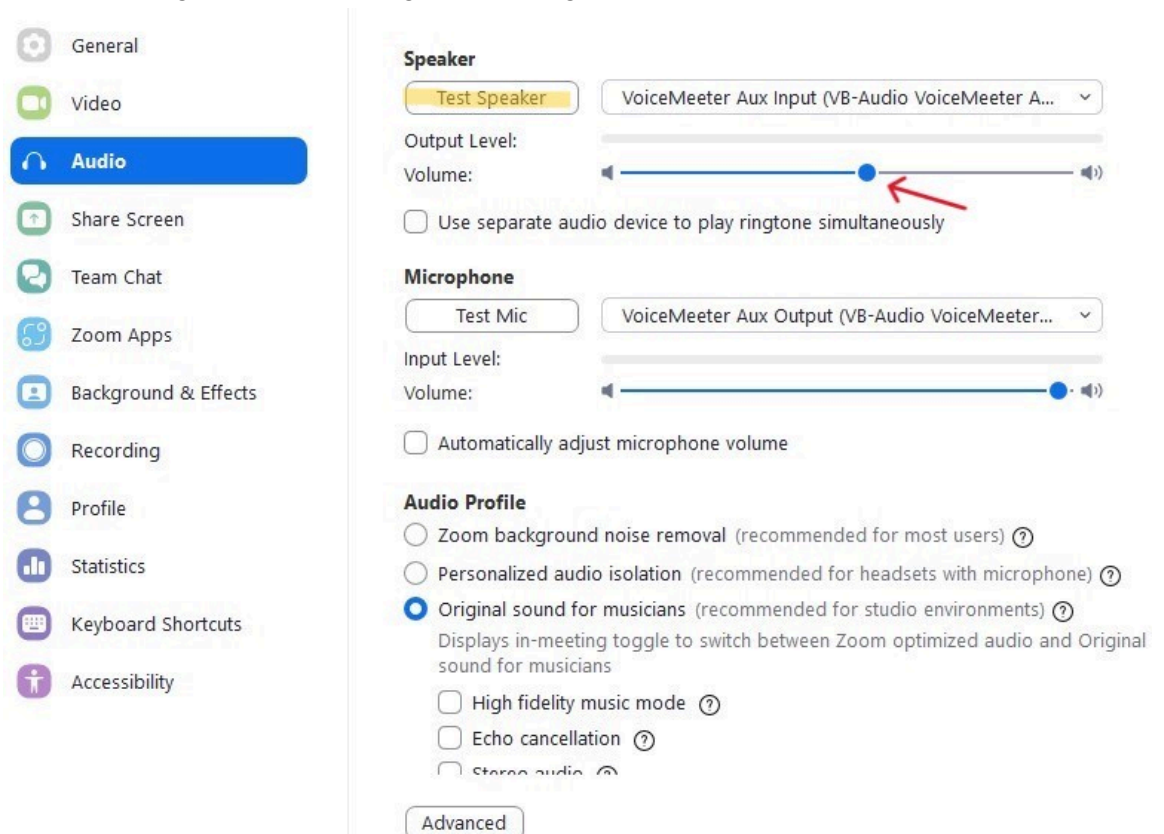 General
Video
Audio
Share Screen
Team Chat
Zoom Apps
Background & Effects
Recording
Profile
Statistics
Keyboard Shortcuts
Accessibility
Speaker
Test Speaker
VoiceMeeter Aux Input (VB-Audio VoiceMeeter A...
Output Level:
Volume:
Use separate audio device to play ringtone simultaneously
Microphone
Test Mic
VoiceMeeter Aux Output (VB-Audio VoiceMeeter...
Input Level:
Volume:
Automatically adjust microphone volume
Audio Profile
Zoom background noise removal (recommended for most users) ?
Personalized audio isolation (recommended for headsets with microphone) ?
Original sound for musicians (recommended for studio environments) ?
Displays in-meeting toggle to switch between Zoom optimized audio and Original
sound for musicians
High fidelity music mode ?
Echo cancellation ?
Stereo audio ?
Advanced